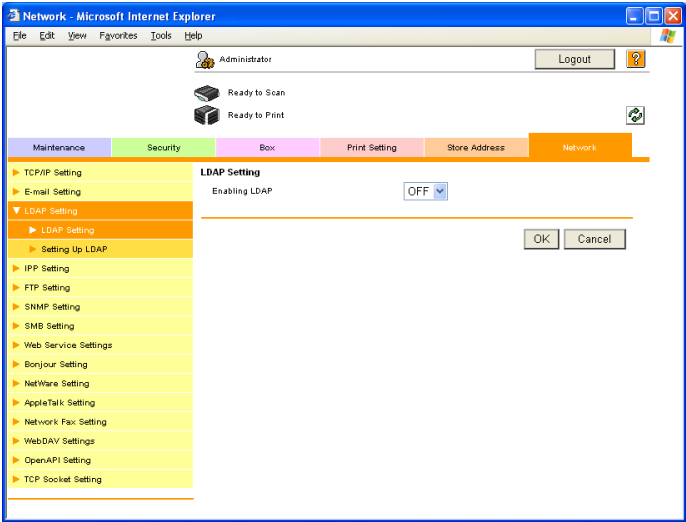 Network - Microsoft Internet Explorer
File Edit View Favorites Tools Help
Administrator
Logout
?
Ready to Scan
Ready to Print
Maintenance Security Box Print Setting Store Address Network
TCP/IP Setting
E-mail Setting
LDAP Setting
LDAP Setting
Setting Up LDAP
IPP Setting
FTP Setting
SNMP Setting
SMB Setting
Web Service Settings
Bonjour Setting
NetWare Setting
AppleTalk Setting
Network Fax Setting
WebDAV Settings
OpenAPI Setting
TCP Socket Setting
LDAP Setting
Enabling LDAP OFF
OK Cancel